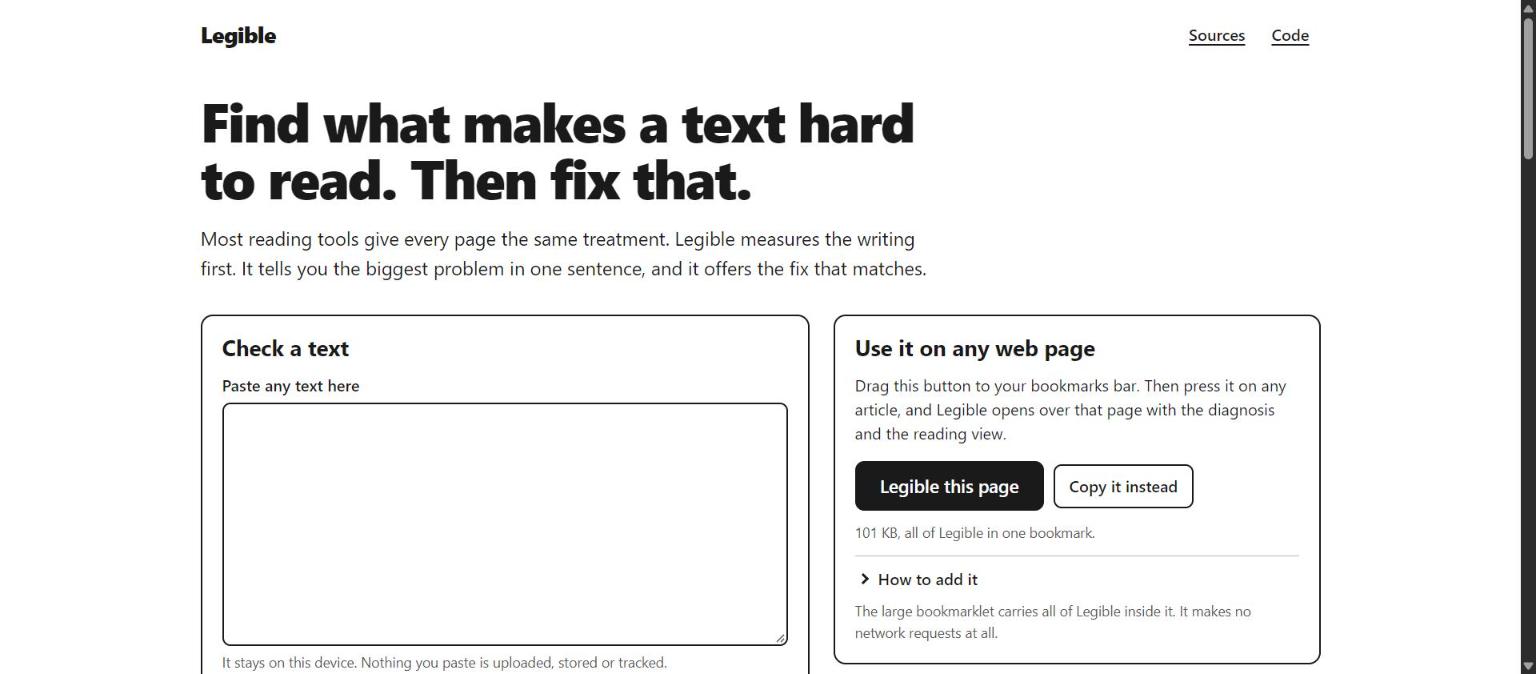 Legible
Sources
Code
Find what makes a text hard
to read. Then fix that.
Most reading tools give every page the same treatment. Legible measures the writing
first. It tells you the biggest problem in one sentence, and it offers the fix that matches.
Check a text
Paste any text here
It stays on this device. Nothing you paste is uploaded, stored or tracked.
Use it on any web page
Drag this button to your bookmarks bar. Then press it on any
article, and Legible opens over that page with the diagnosis
and the reading view.
Legible this page
Copy it instead
101 KB, all of Legible in one bookmark.
How to add it
The large bookmarklet carries all of Legible inside it. It makes no
network requests at all.